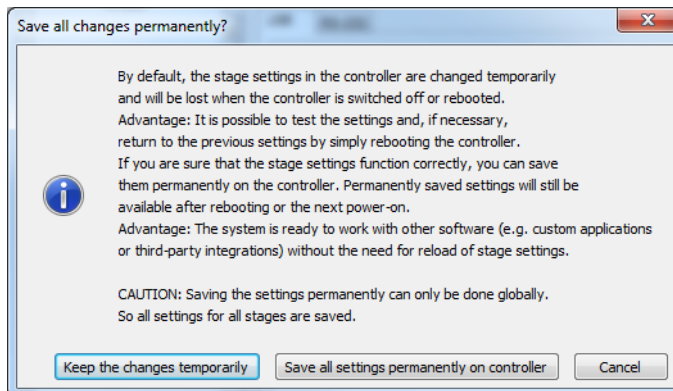 Save all changes permanently?
By default, the stage settings in the controller are changed temporarily
and will be lost when the controller is switched off or rebooted.
Advantage: It is possible to test the settings and, if necessary,
return to the previous settings by simply rebooting the controller.
If you are sure that the stage settings function correctly, you can save
them permanently on the controller. Permanently saved settings will still be
available after rebooting or the next power-on.
Advantage: The system is ready to work with other software (e.g. custom applications
or third-party integrations) without the need for reload of stage settings.
CAUTION: Saving the settings permanently can only be done globally.
So all settings for all stages are saved.
Keep the changes temporarily
Save all settings permanently on controller
Cancel